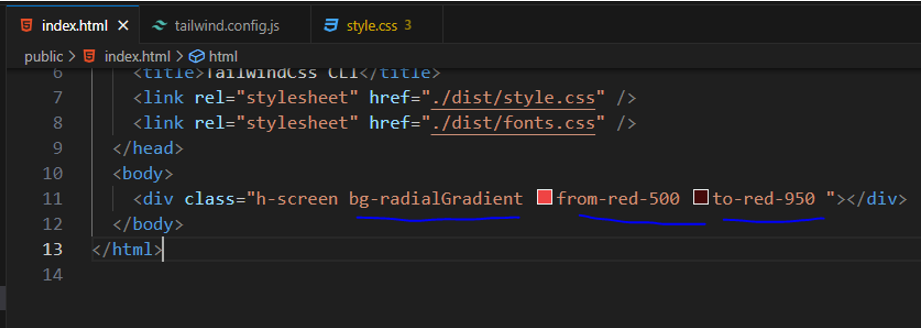 index.html × tailwind.config.js style.css 3
public > index.html > html
6 <title>TailwindCss CLI</title>
7 <link rel="stylesheet" href="./dist/style.css" />
8 <link rel="stylesheet" href="./dist/fonts.css" />
9 </head>
10 <body>
11 <div class="h-screen bg-radialGradient from-red-500 to-red-950 "></div>
12 </body>
13 </html>
14